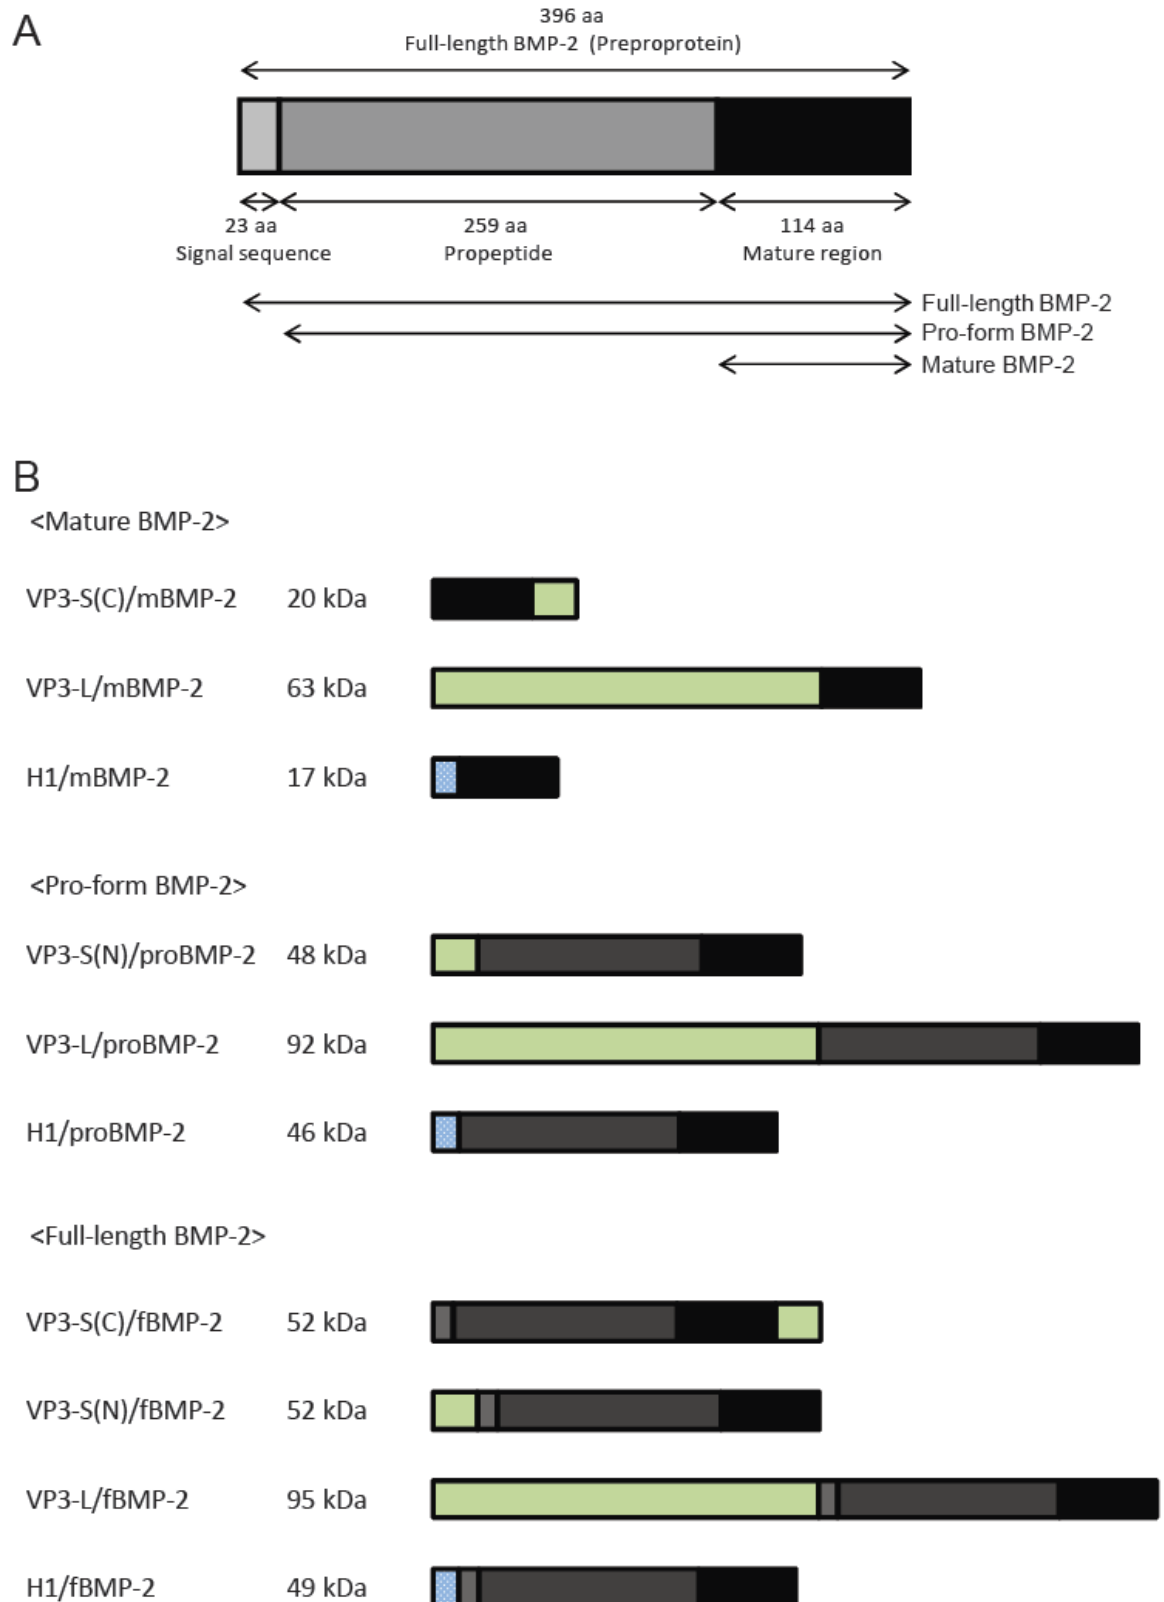 A
396 aa
Full-length BMP-2 (Preproprotein)
23 aa
Signal sequence
259 aa
Propeptide
114 aa
Mature region
Full-length BMP-2
Pro-form BMP-2
Mature BMP-2
B
<Mature BMP-2>
VP3-S(C)/mBMP-2 20 kDa
VP3-L/mBMP-2 63 kDa
H1/mBMP-2 17 kDa
<Pro-form BMP-2>
VP3-S(N)/proBMP-2 48 kDa
VP3-L/proBMP-2 92 kDa
H1/proBMP-2 46 kDa
<Full-length BMP-2>
VP3-S(C)/fBMP-2 52 kDa
VP3-S(N)/fBMP-2 52 kDa
VP3-L/fBMP-2 95 kDa
H1/fBMP-2 49 kDa